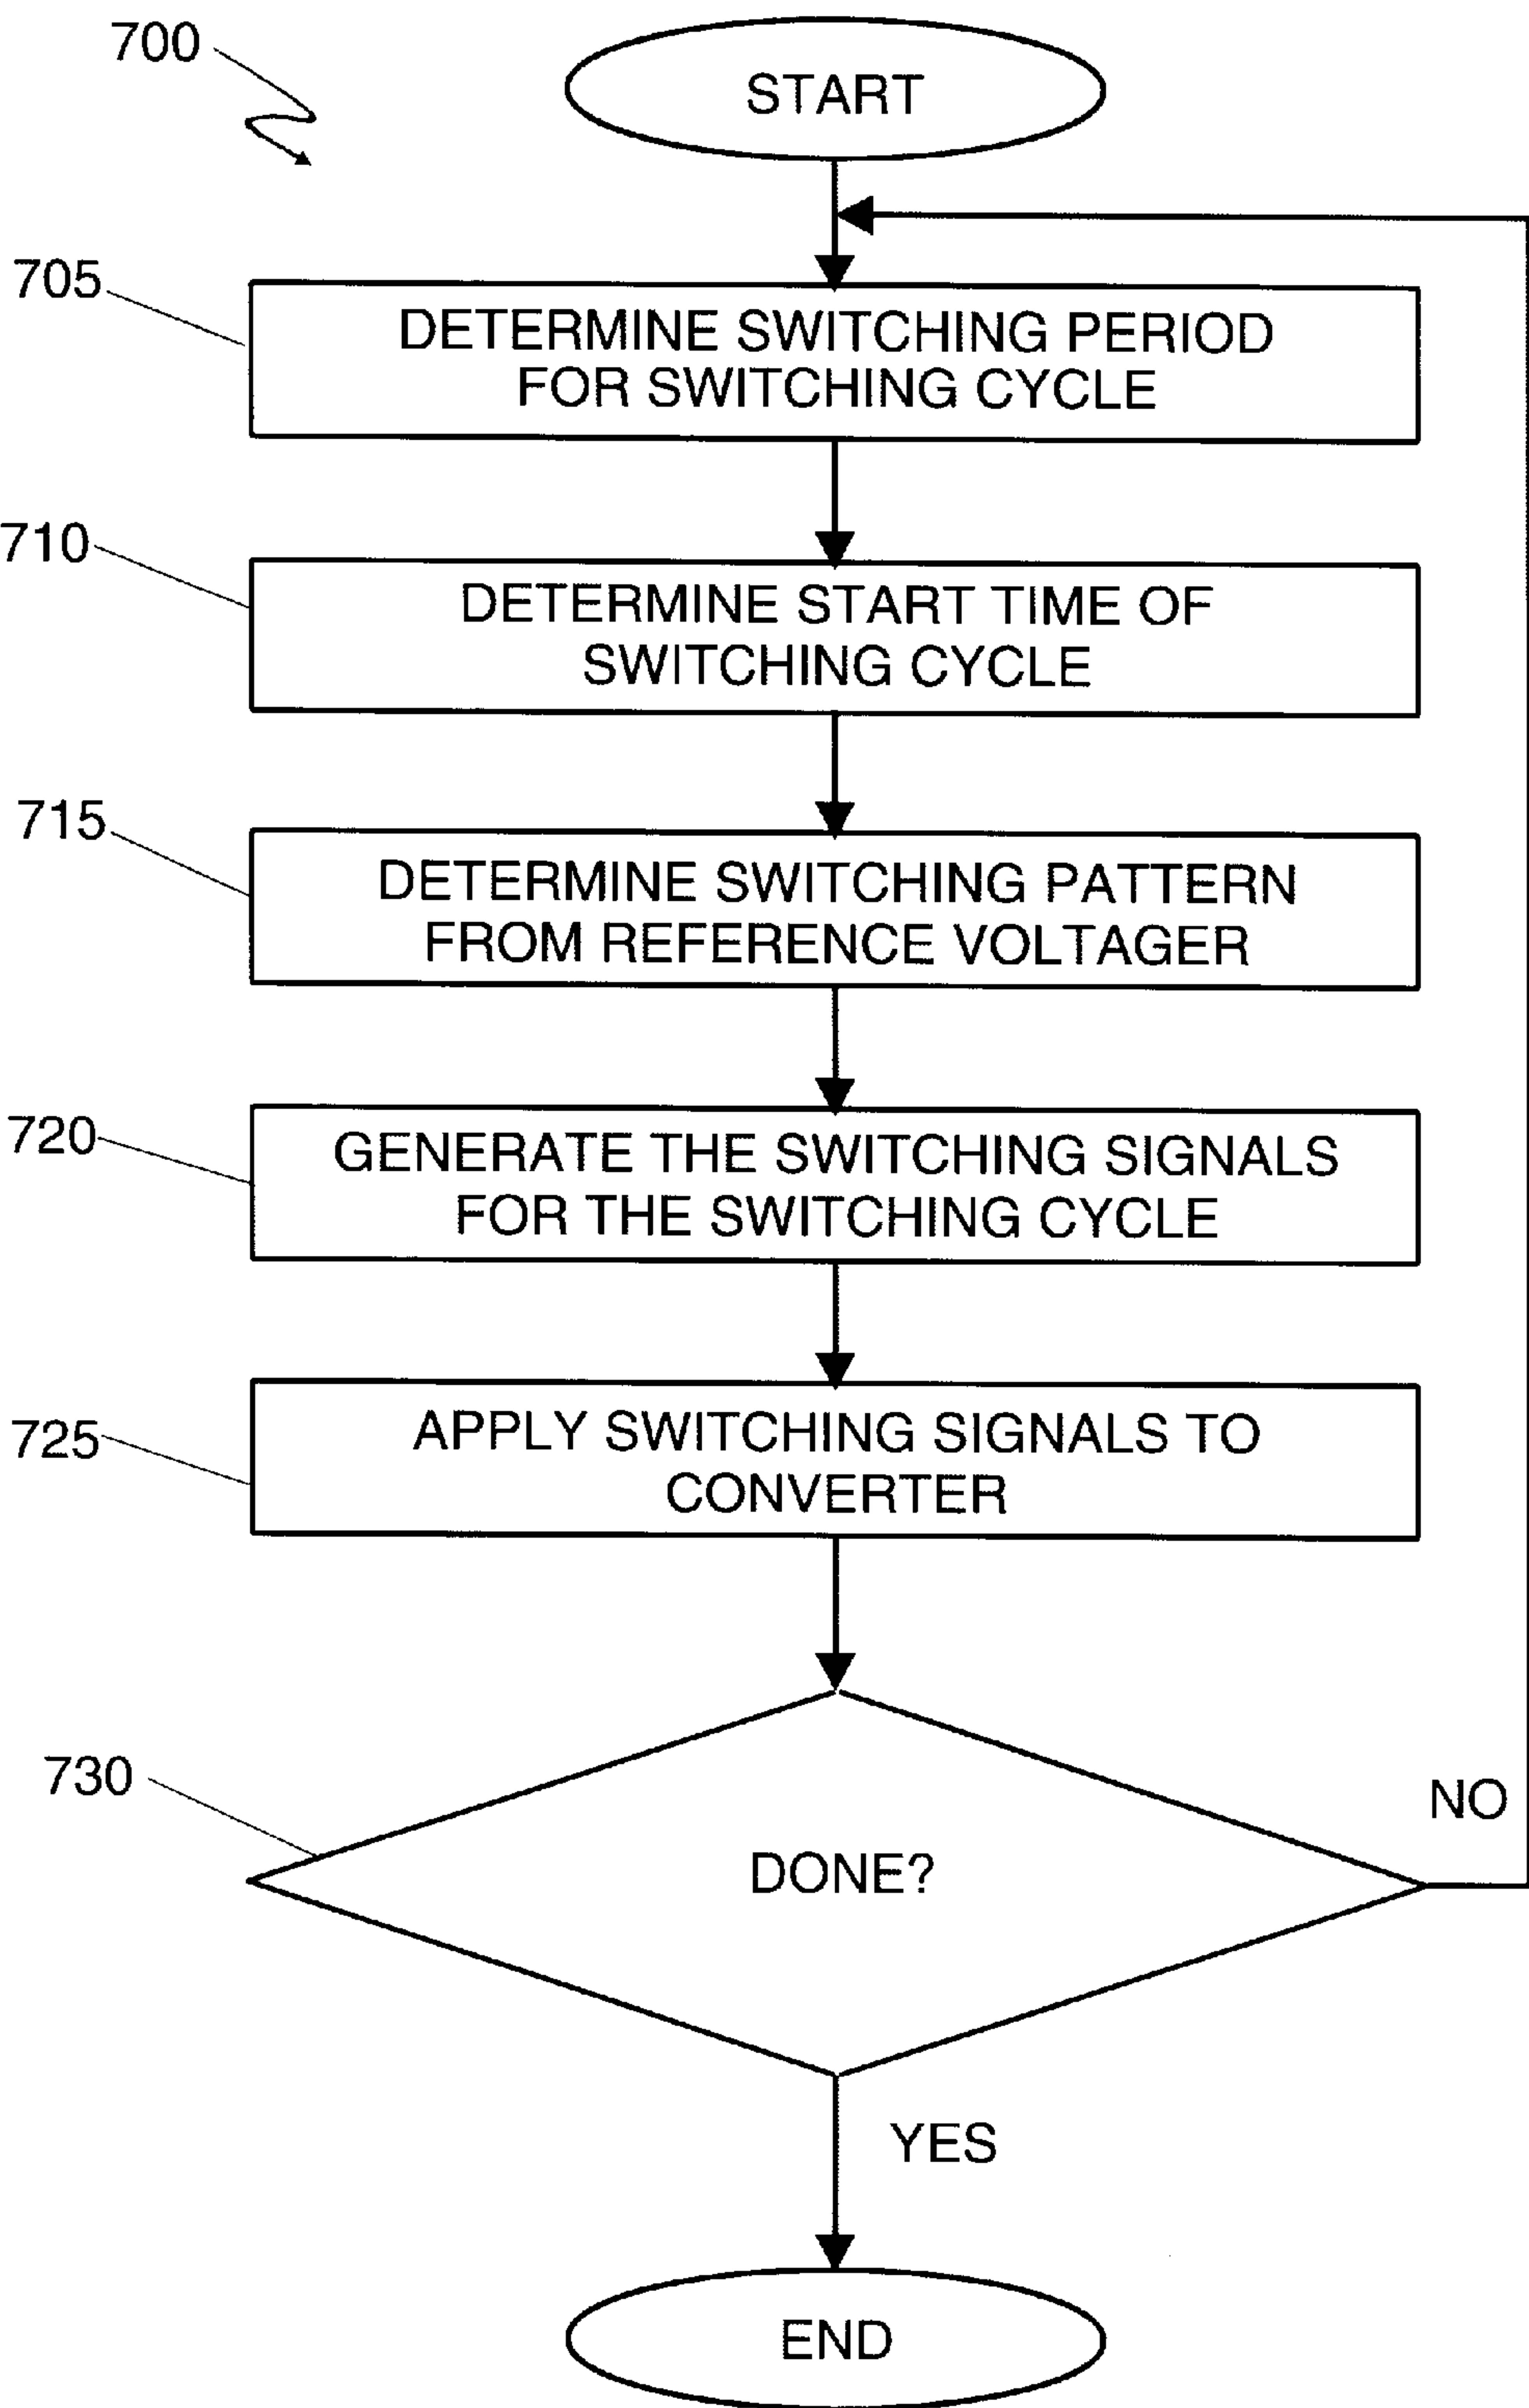 700
START
705
DETERMINE SWITCHING PERIOD
FOR SWITCHING CYCLE
710
DETERMINE START TIME OF
SWITCHING CYCLE
715
DETERMINE SWITCHING PATTERN
FROM REFERENCE VOLTAGER
720
GENERATE THE SWITCHING SIGNALS
FOR THE SWITCHING CYCLE
725
APPLY SWITCHING SIGNALS TO
CONVERTER
730
DONE?
NO
YES
END